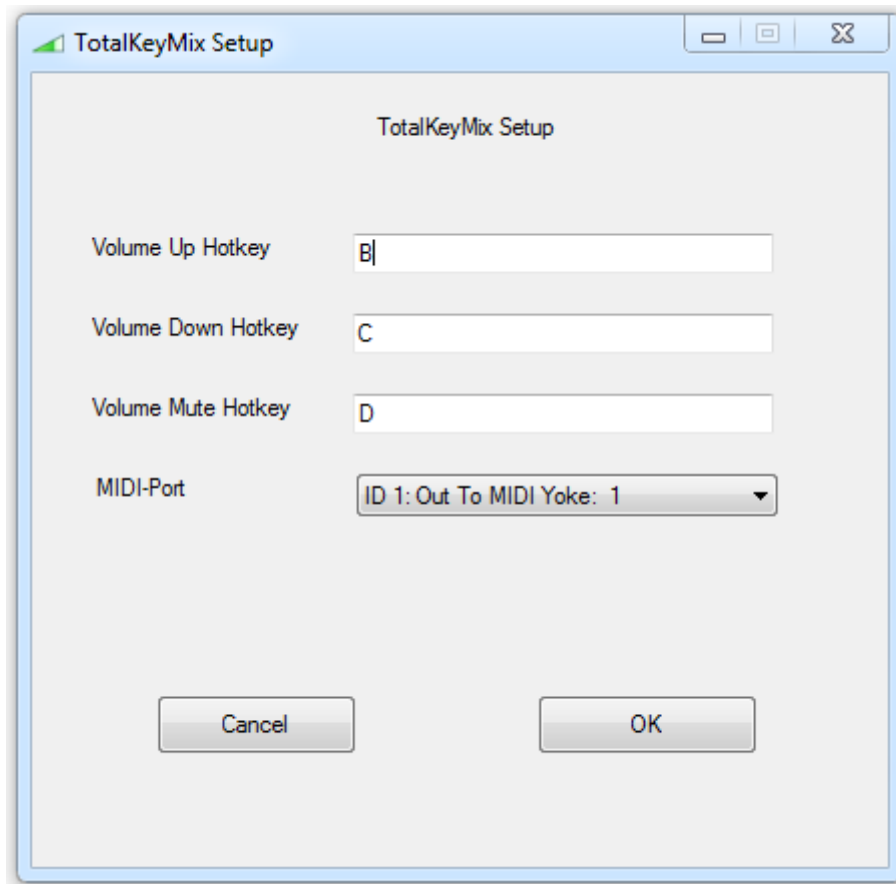 TotalKeyMix Setup
TotalKeyMix Setup
Volume Up Hotkey B
Volume Down Hotkey C
Volume Mute Hotkey D
MIDI-Port ID 1: Out To MIDI Yoke:  1
Cancel OK